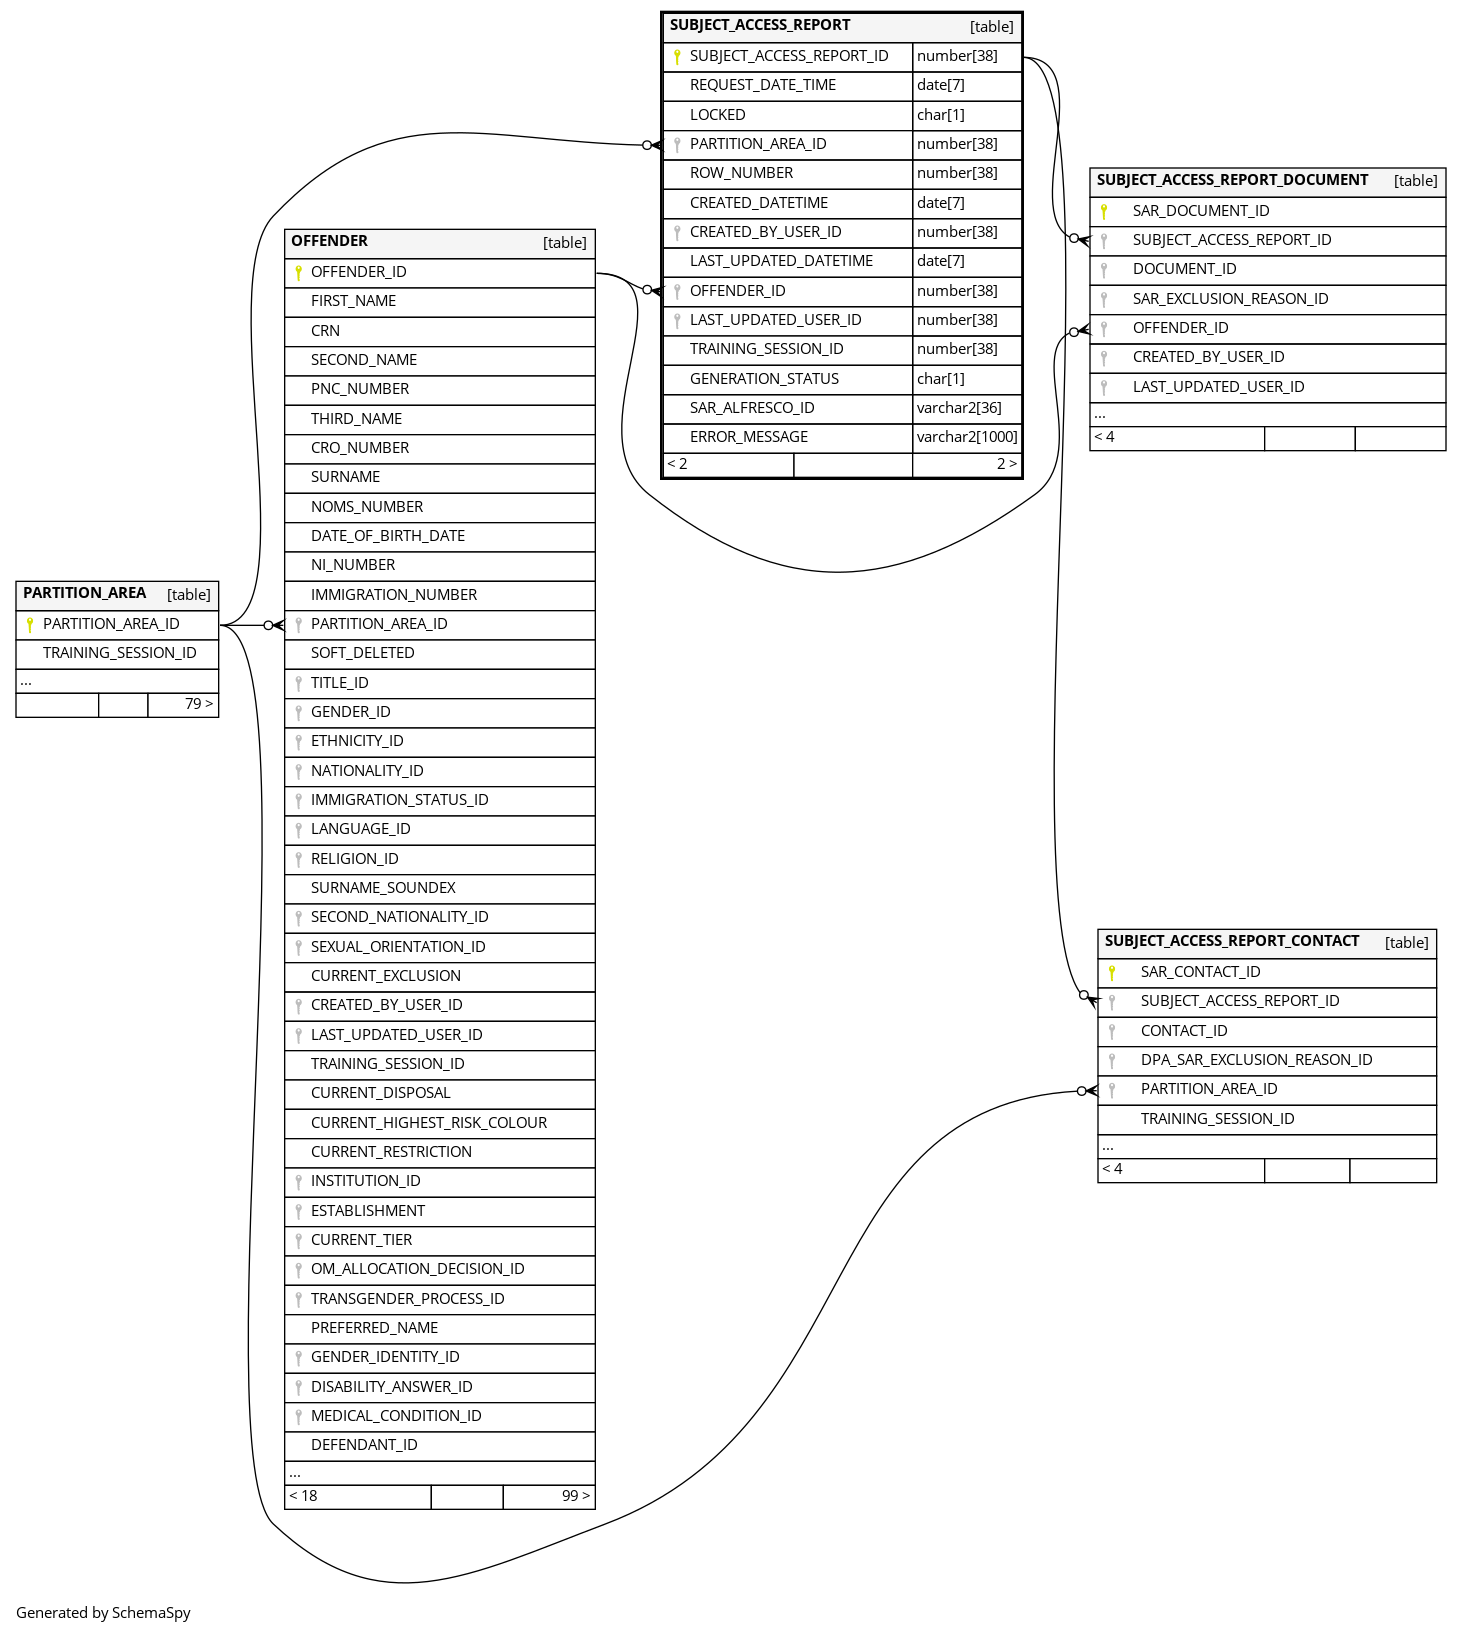 SUBJECT_ACCESS_REPORT [table]
SUBJECT_ACCESS_REPORT_ID number[38]
REQUEST_DATE_TIME date[7]
LOCKED char[1]
PARTITION_AREA_ID number[38]
ROW_NUMBER number[38]
CREATED_DATETIME date[7]
CREATED_BY_USER_ID number[38]
LAST_UPDATED_DATETIME date[7]
OFFENDER_ID number[38]
LAST_UPDATED_USER_ID number[38]
TRAINING_SESSION_ID number[38]
GENERATION_STATUS char[1]
SAR_ALFRESCO_ID varchar2[36]
ERROR_MESSAGE varchar2[1000]
< 2 2 >
SUBJECT_ACCESS_REPORT_DOCUMENT [table]
SAR_DOCUMENT_ID
SUBJECT_ACCESS_REPORT_ID
DOCUMENT_ID
SAR_EXCLUSION_REASON_ID
OFFENDER_ID
CREATED_BY_USER_ID
LAST_UPDATED_USER_ID
...
< 4
OFFENDER [table]
OFFENDER_ID
FIRST_NAME
CRN
SECOND_NAME
PNC_NUMBER
THIRD_NAME
CRO_NUMBER
SURNAME
NOMS_NUMBER
DATE_OF_BIRTH_DATE
NI_NUMBER
IMMIGRATION_NUMBER
PARTITION_AREA_ID
SOFT_DELETED
TITLE_ID
GENDER_ID
ETHNICITY_ID
NATIONALITY_ID
IMMIGRATION_STATUS_ID
LANGUAGE_ID
RELIGION_ID
SURNAME_SOUNDEX
SECOND_NATIONALITY_ID
SEXUAL_ORIENTATION_ID
CURRENT_EXCLUSION
CREATED_BY_USER_ID
LAST_UPDATED_USER_ID
TRAINING_SESSION_ID
CURRENT_DISPOSAL
CURRENT_HIGHEST_RISK_COLOUR
CURRENT_RESTRICTION
INSTITUTION_ID
ESTABLISHMENT
CURRENT_TIER
OM_ALLOCATION_DECISION_ID
TRANSGENDER_PROCESS_ID
PREFERRED_NAME
GENDER_IDENTITY_ID
DISABILITY_ANSWER_ID
MEDICAL_CONDITION_ID
DEFENDANT_ID
...
< 18 99 >
PARTITION_AREA [table]
PARTITION_AREA_ID
TRAINING_SESSION_ID
...
79 >
SUBJECT_ACCESS_REPORT_CONTACT [table]
SAR_CONTACT_ID
SUBJECT_ACCESS_REPORT_ID
CONTACT_ID
DPA_SAR_EXCLUSION_REASON_ID
PARTITION_AREA_ID
TRAINING_SESSION_ID
...
< 4
Generated by SchemaSpy